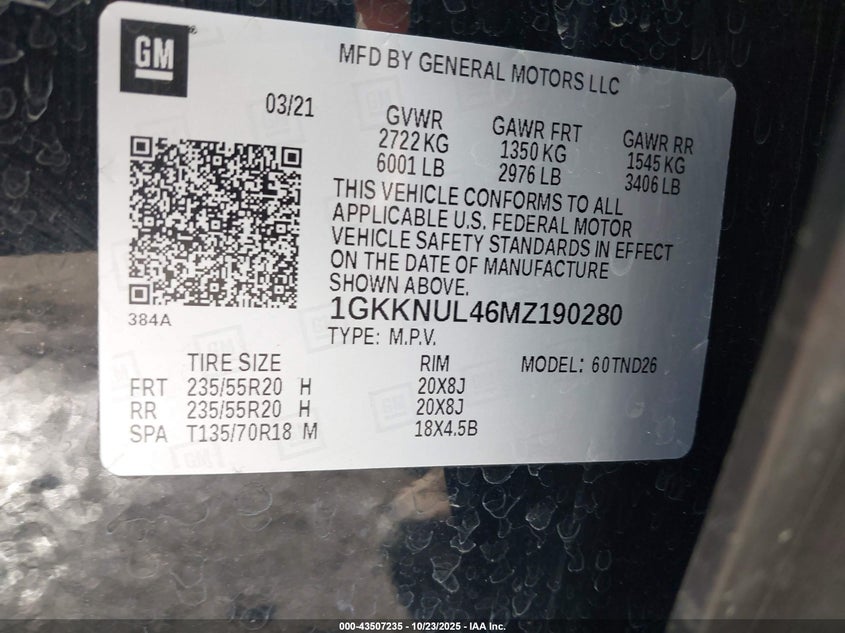 GM
MFD BY GENERAL MOTORS LLC
03/21
GVWR
2722 KG
6001 LB
GAWR FRT
1350 KG
2976 LB
GAWR RR
1545 KG
3406 LB
THIS VEHICLE CONFORMS TO ALL
APPLICABLE U.S. FEDERAL MOTOR
VEHICLE SAFETY STANDARDS IN EFFECT
ON THE DATE OF MANUFACTURE
SHOWN ABOVE.
384A
1GKKNUL46MZ190280
TYPE: M.P.V.
TIRE SIZE RIM MODEL: 60TND26
FRT 235/55R20 H 20X8J
RR 235/55R20 H 20X8J
SPA T135/70R18 M 18X4.5B
000-43507235 - 10/23/2025 - IAA Inc.